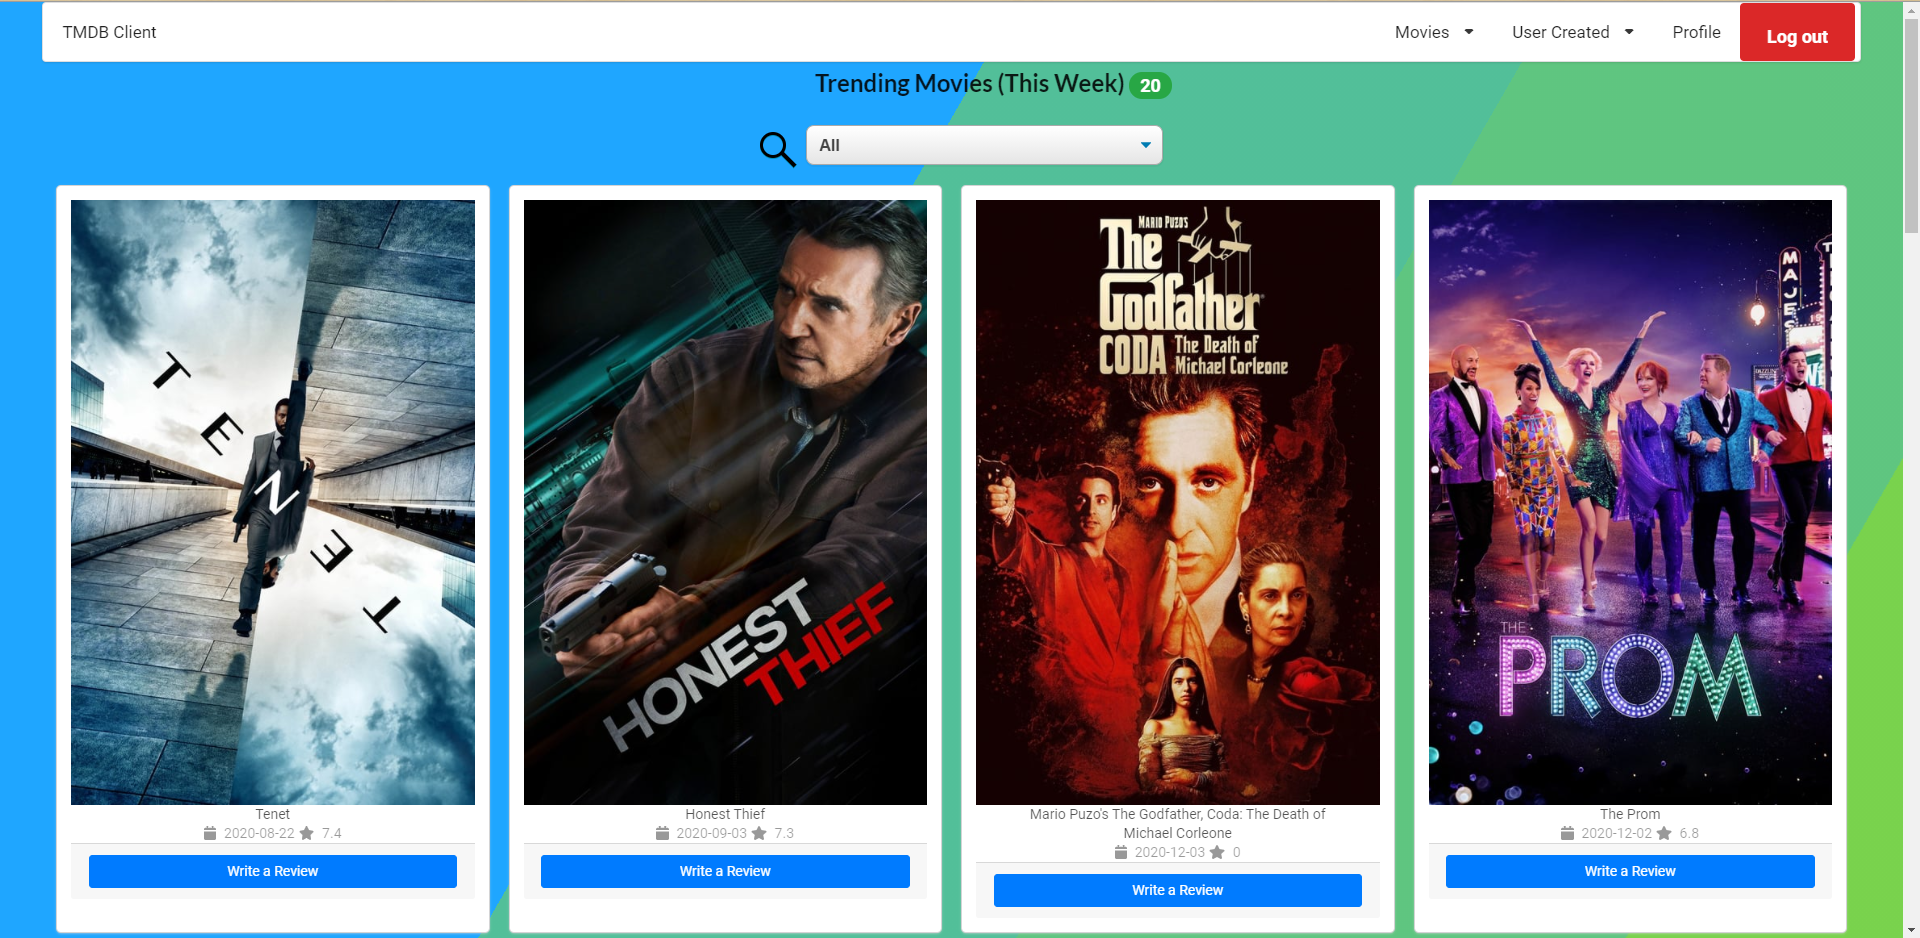 TMDB Client
Movies
User Created
Profile
Log out
Trending Movies (This Week) 20
All
T
E
N
E
T
Tenet
2020-08-22 7.4
Write a Review
HONEST
THIEF
Honest Thief
2020-09-03 7.3
Write a Review
MARIO PUZO'S
The
Godfather
CODA The Death of
Michael Corleone
Mario Puzo's The Godfather, Coda: The Death of
Michael Corleone
2020-12-03 0
Write a Review
MAJES
THE
PROM
The Prom
2020-12-02 6.8
Write a Review